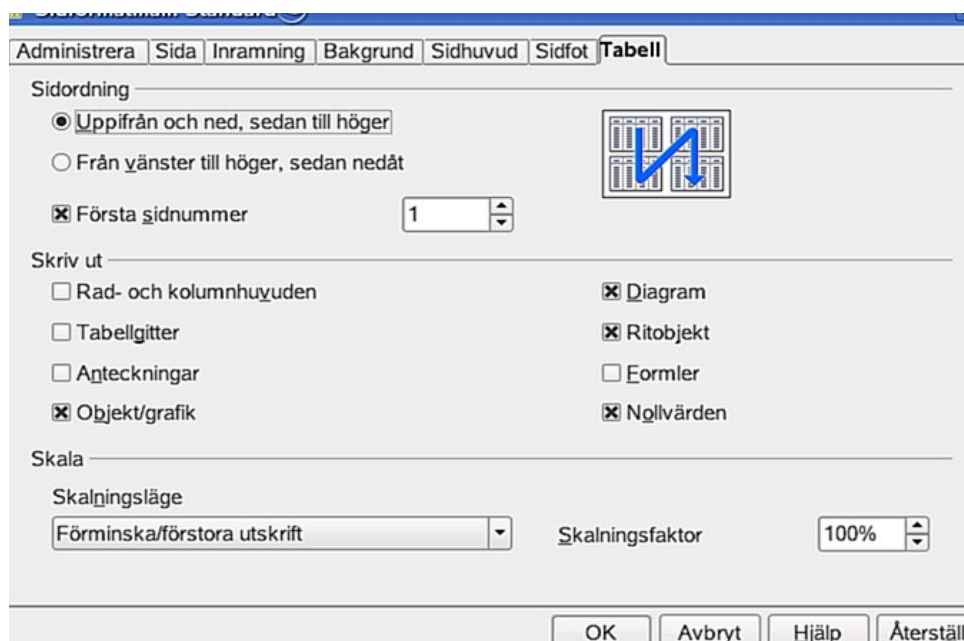 Sidformatmall: Standard
Administrera Sida Inramning Bakgrund Sidhuvud Sidfot Tabell
Sidordning
Uppifrån och ned, sedan till höger
Från vänster till höger, sedan nedåt
Första sidnummer 1
Skriv ut
Rad- och kolumnhuvuden Diagram
Tabellgitter Ritobjekt
Anteckningar Formler
Objekt/grafik Nollvärden
Skala
Skalningsläge
Förminska/förstora utskrift Skalningsfaktor 100%
OK Avbryt Hjälp Återställ